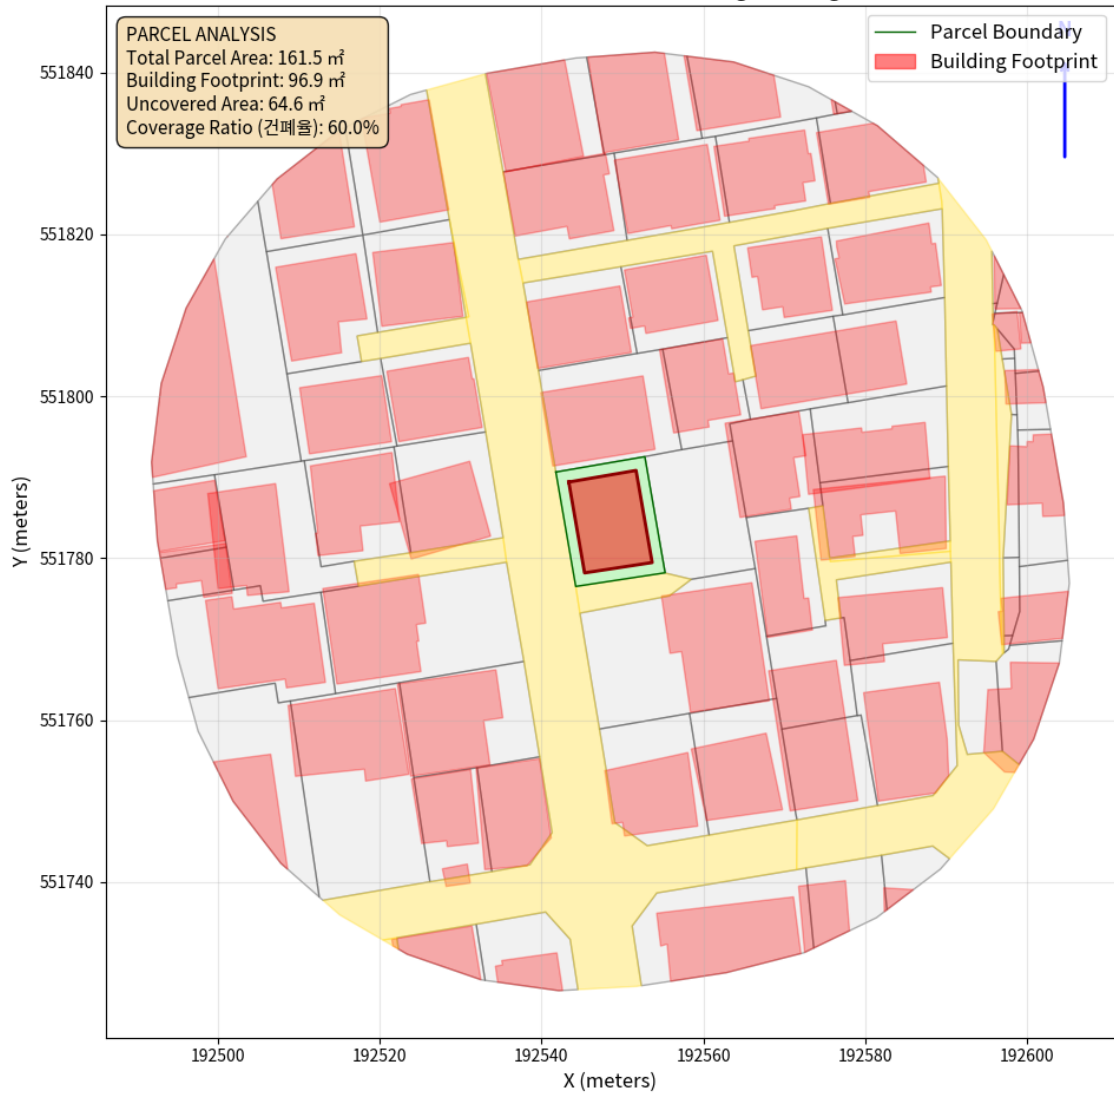 PARCEL ANALYSIS
Total Parcel Area: 161.5 ㎡
Building Footprint: 96.9 ㎡
Uncovered Area: 64.6 ㎡
Coverage Ratio (건폐율): 60.0%
N
Parcel Boundary
Building Footprint
551840
551820
551800
551780
551760
551740
Y (meters)
192500
192520
192540
192560
192580
192600
X (meters)